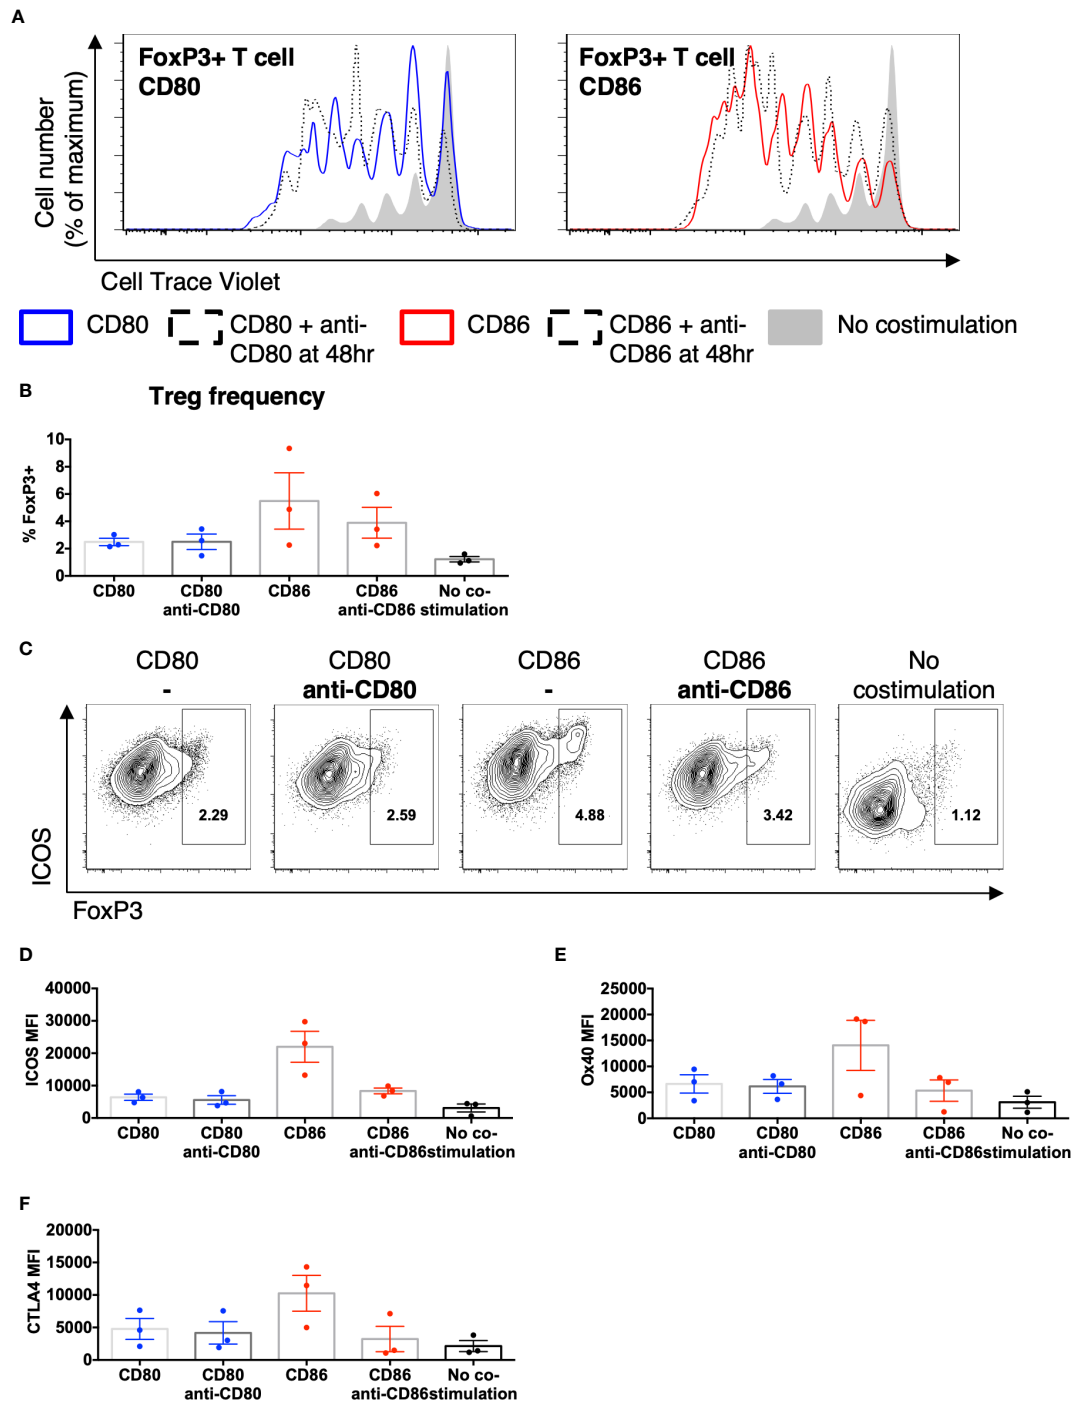 A
FoxP3+ T cell
CD80
FoxP3+ T cell
CD86
Cell number
(% of maximum)
Cell Trace Violet
CD80
CD80 + anti-
CD80 at 48hr
CD86
CD86 + anti-
CD86 at 48hr
No costimulation
B
Treg frequency
% FoxP3+
10
8
6
4
2
0
CD80
CD80
anti-CD80
CD86
CD86
anti-CD86
No co-
stimulation
C
CD80
-
CD80
anti-CD80
CD86
-
CD86
anti-CD86
No
costimulation
2.29
2.59
4.88
3.42
1.12
ICOS
FoxP3
D
ICOS MFI
40000
30000
20000
10000
0
CD80
CD80
anti-CD80
CD86
CD86
anti-CD86
No co-
stimulation
E
Ox40 MFI
25000
20000
15000
10000
5000
0
CD80
CD80
anti-CD80
CD86
CD86
anti-CD86
No co-
stimulation
F
CTLA4 MFI
20000
15000
10000
5000
0
CD80
CD80
anti-CD80
CD86
CD86
anti-CD86
No co-
stimulation